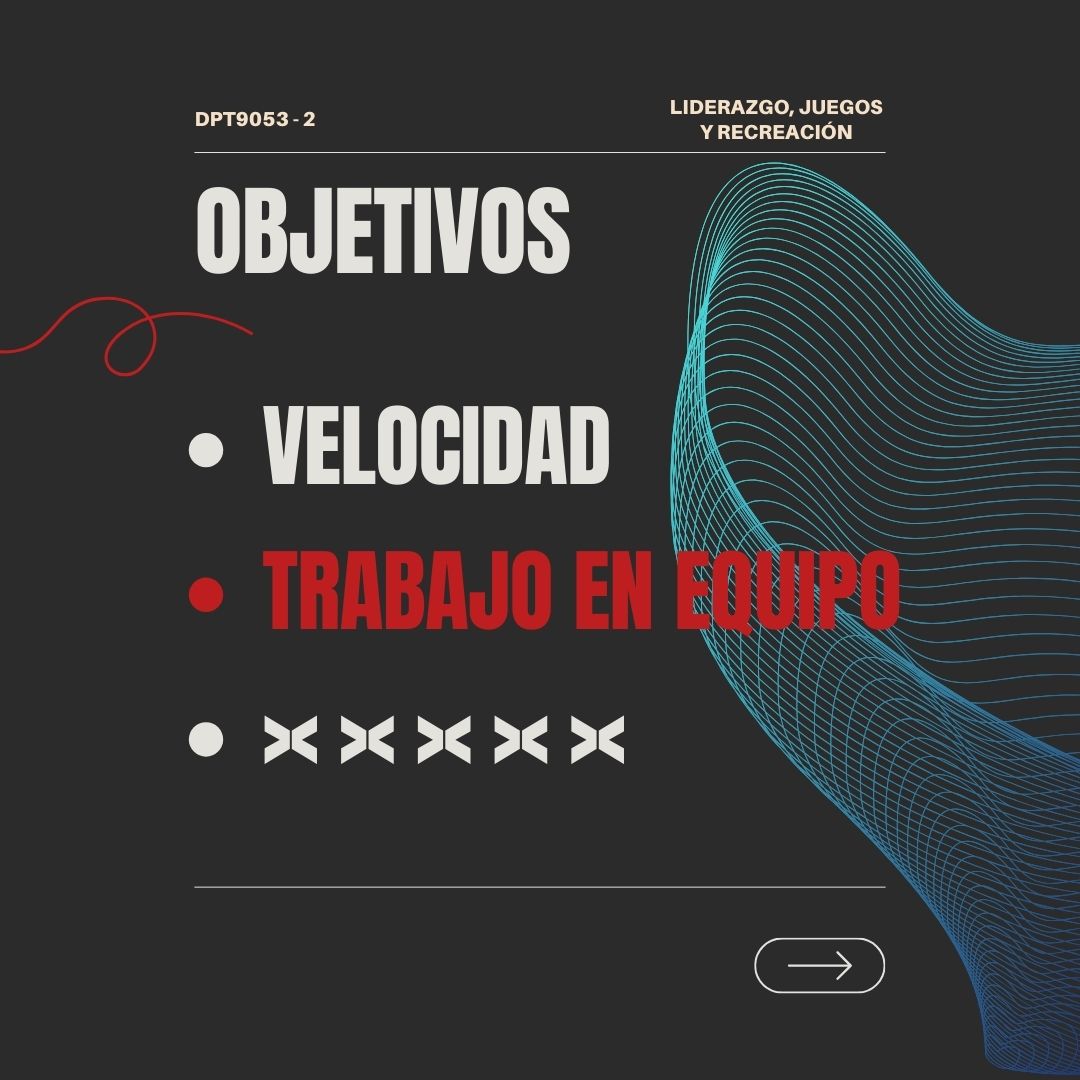 DPT9053 - 2
LIDERAZGO, JUEGOS
Y RECREACIÓN
OBJETIVOS
VELOCIDAD
TRABAJO EN EQUIPO